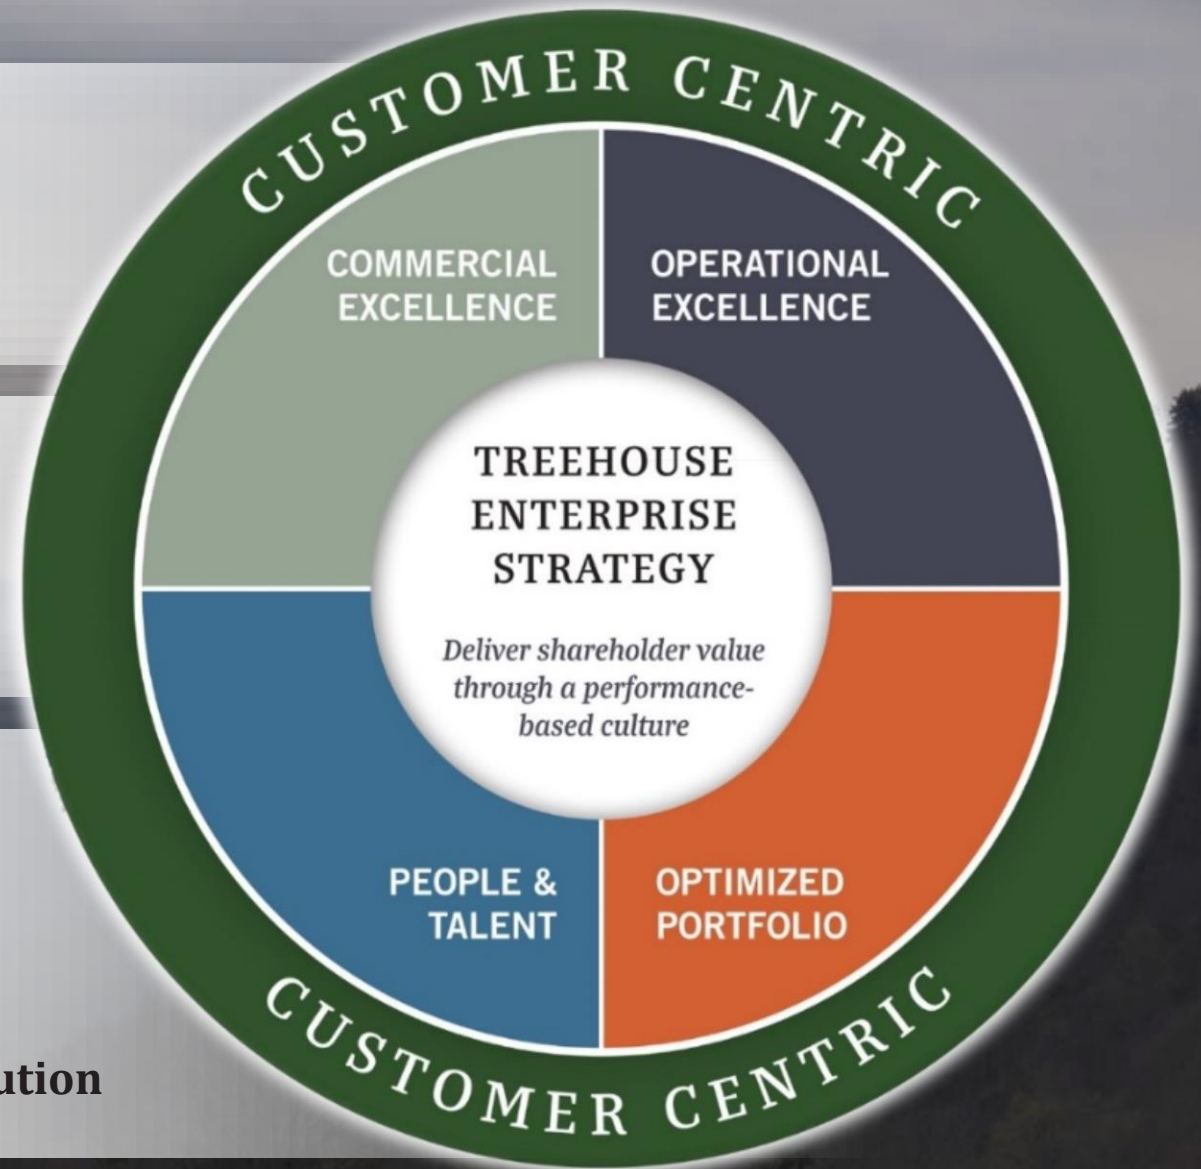 CUSTOMER CENTRIC
COMMERCIAL
EXCELLENCE
OPERATIONAL
EXCELLENCE
TREEHOUSE
ENTERPRISE
STRATEGY
Deliver shareholder value
through a performance-
based culture
PEOPLE &
TALENT
OPTIMIZED
PORTFOLIO
CUSTOMER CENTRIC